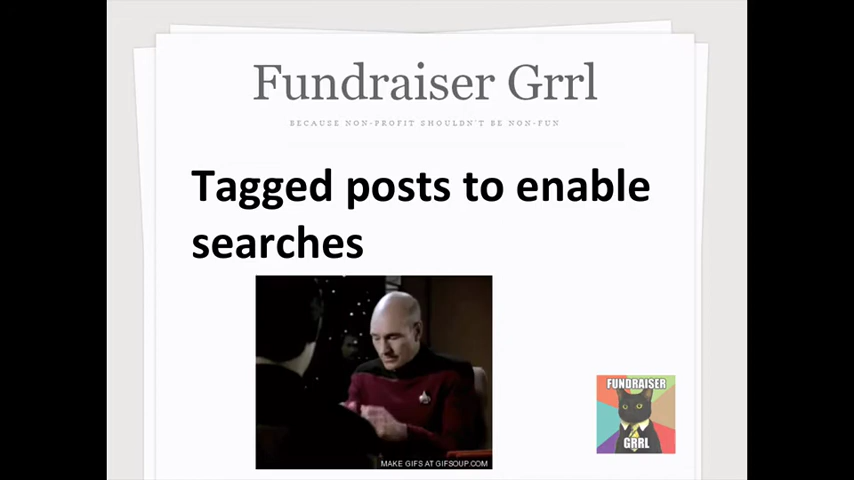 Fundraiser Grrl
BECAUSE NON-PROFIT SHOULDN'T BE NON-FUN
Tagged posts to enable
searches
MAKE GIFS AT GIFSOUP.COM
FUNDRAISER
GRRL